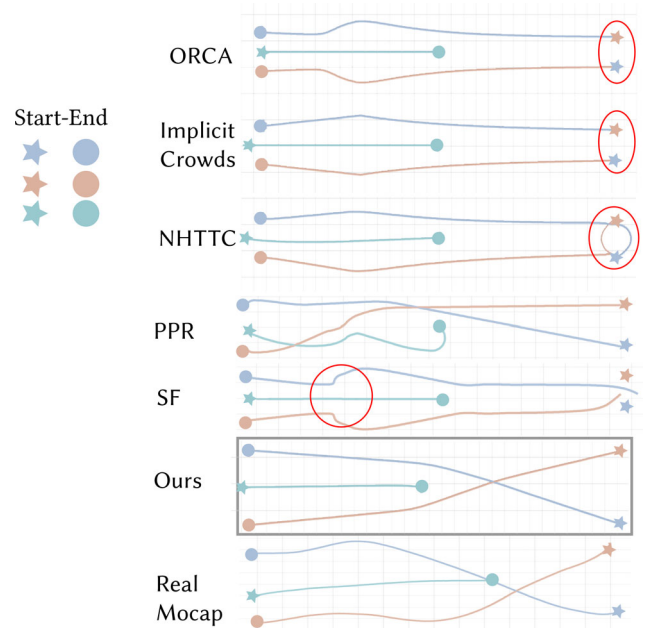 ORCA
Start-End
Implicit
Crowds
NHTTC
PPR
SF
Ours
Real
Mocap